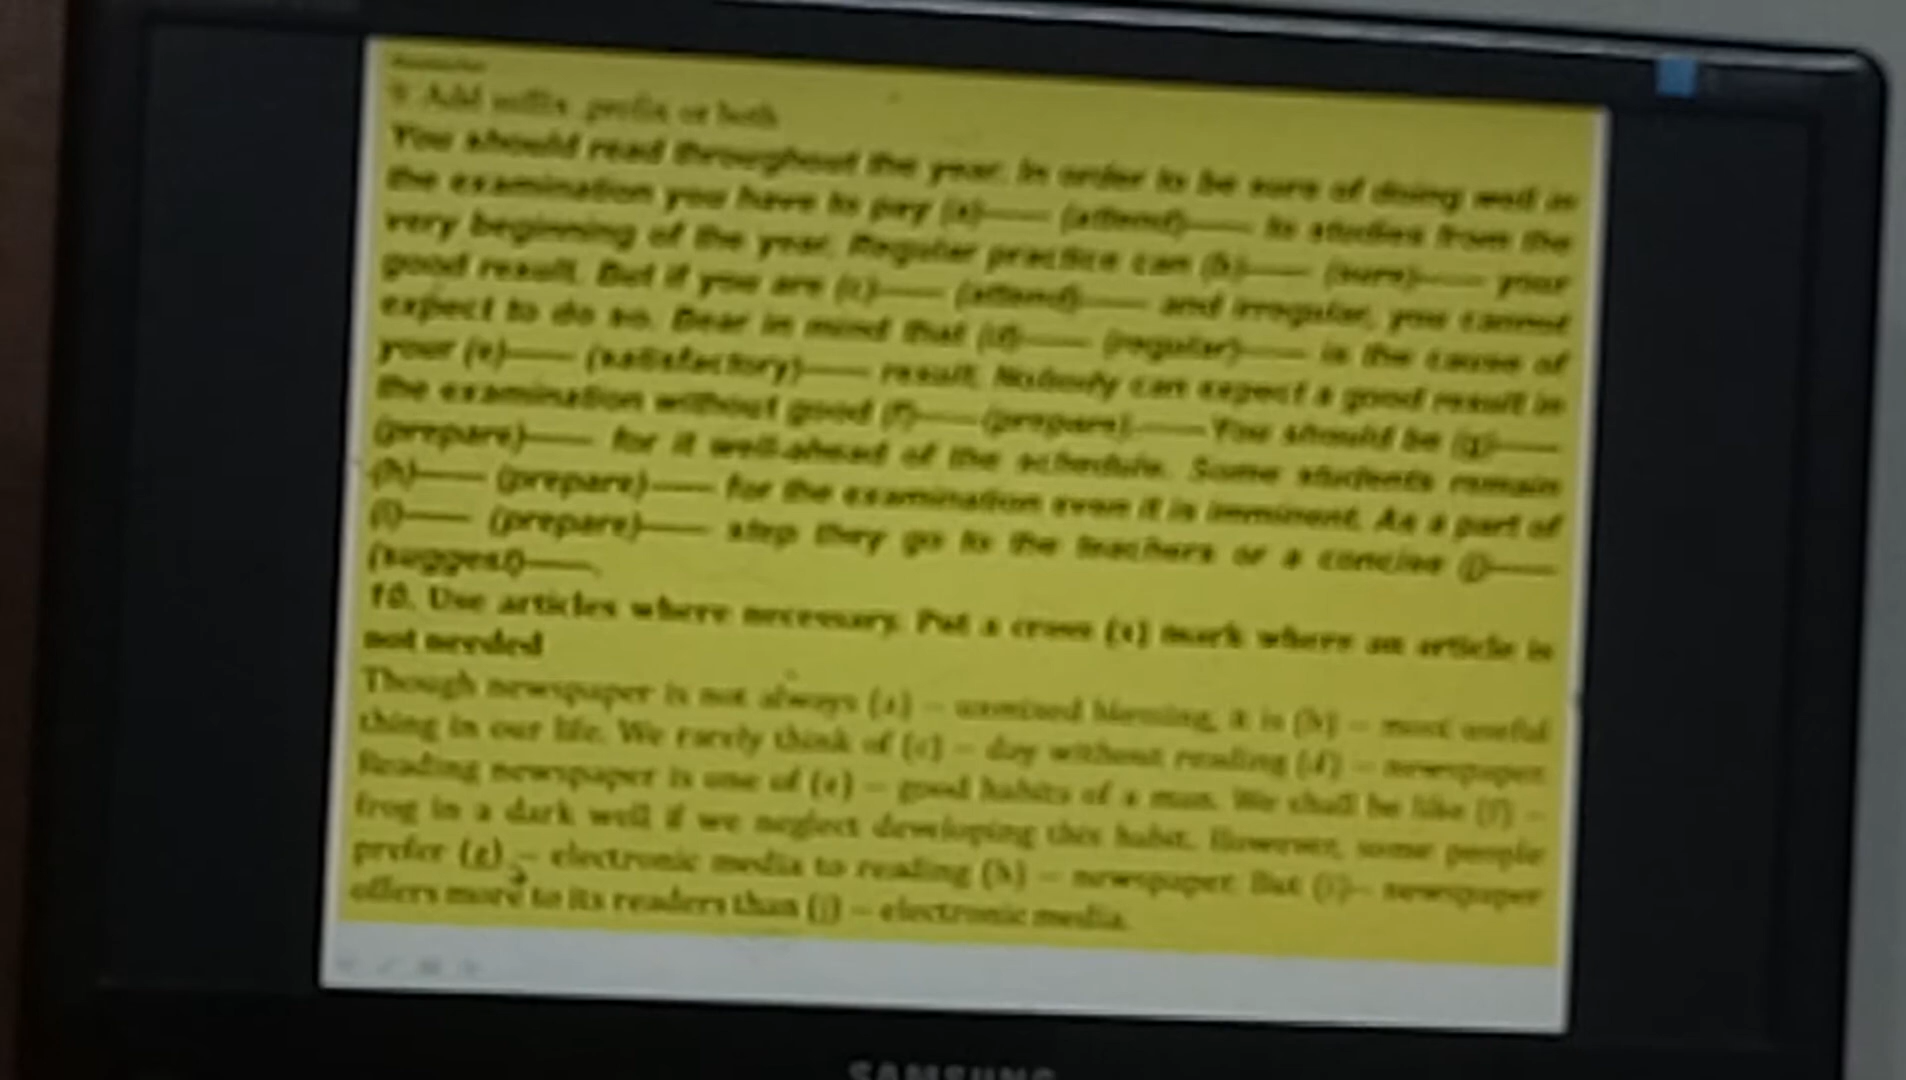 9. Add suffix, prefix or both
You should read throughout the year. In order to be sure of doing well in
the examination you have to pay (a)—— (attend)—— to studies from the
very beginning of the year. Regular practice can (b)—— (sure)—— your
good result. But if you are (c)—— (attend)—— and irregular, you cannot
expect to do so. Bear in mind that (d)—— (regular)—— is the cause of
your (e)—— (satisfactory)—— result. Nobody can expect a good result in
the examination without good (f)——(prepare).——You should be (g)——
(prepare)—— for it well-ahead of the schedule. Some students remain
(h)—— (prepare)—— for the examination even it is imminent. As a part of
(i)—— (prepare)—— step they go to the teachers or a concise (j)——
(suggest)——.
10. Use articles where necessary. Put a cross (x) mark where an article is
not needed
Though newspaper is not always (a) – unmixed blessing, it is (b) – most useful
thing in our life. We rarely think of (c) – day without reading (d) – newspaper.
Reading newspaper is one of (e) – good habits of a man. We shall be like (f) –
frog in a dark well if we neglect developing this habit. However, some people
prefer (g) – electronic media to reading (h) – newspaper. But (i)– newspaper
offers more to its readers than (j) – electronic media.
SAMSUNG